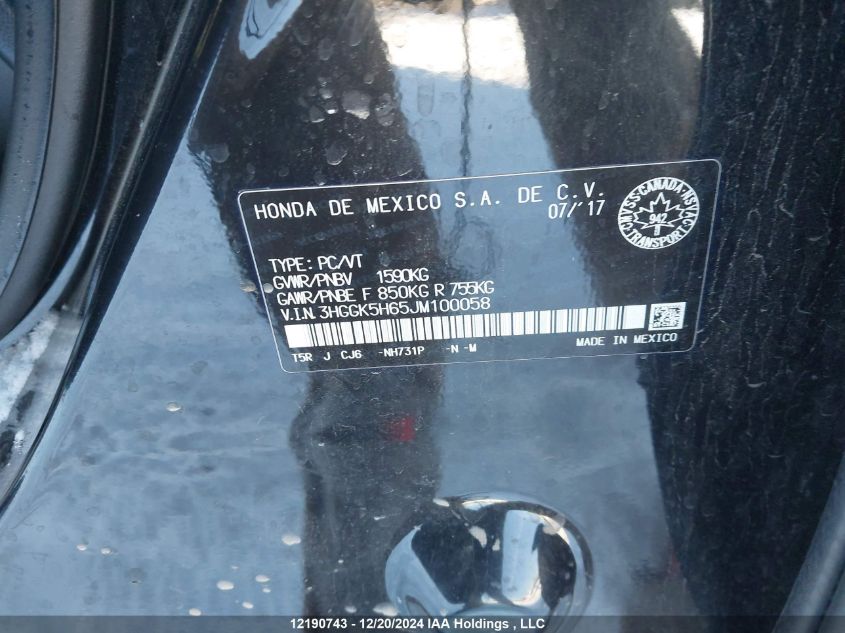 HONDA DE MEXICO S.A. DE C.V.
07/'17
TYPE: PC/VT
GVWR/PNBV 1590KG
GAWR/PNBE F 850KG R 755KG
V.I.N. 3HGGK5H65JM100058
T5R J CJ6 -NH731P -N -M
MADE IN MEXICO
CANADA
942
TRANSPORT
12190743 - 12/20/2024 IAA Holdings , LLC